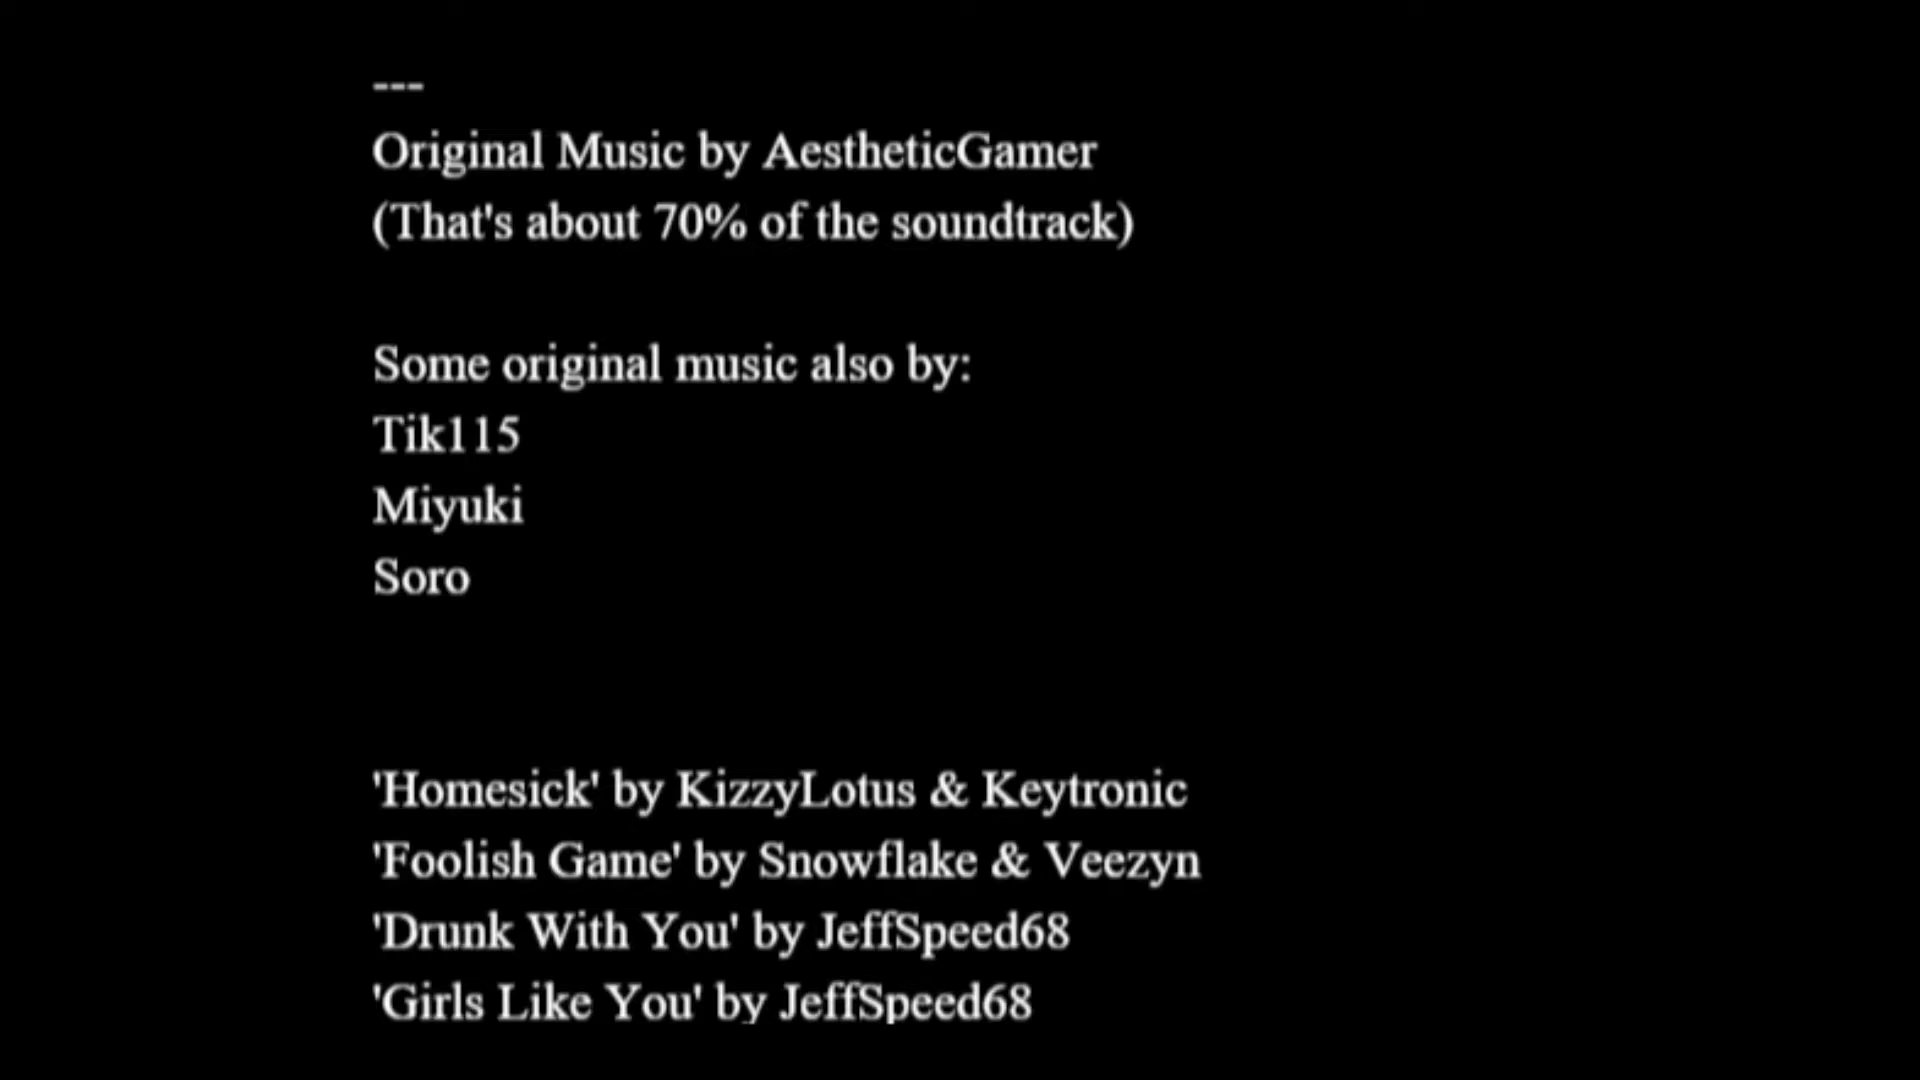 ---
Original Music by AestheticGamer
(That's about 70% of the soundtrack)
Some original music also by:
Tik115
Miyuki
Soro
'Homesick' by KizzyLotus & Keytronic
'Foolish Game' by Snowflake & Veezyn
'Drunk With You' by JeffSpeed68
'Girls Like You' by JeffSpeed68